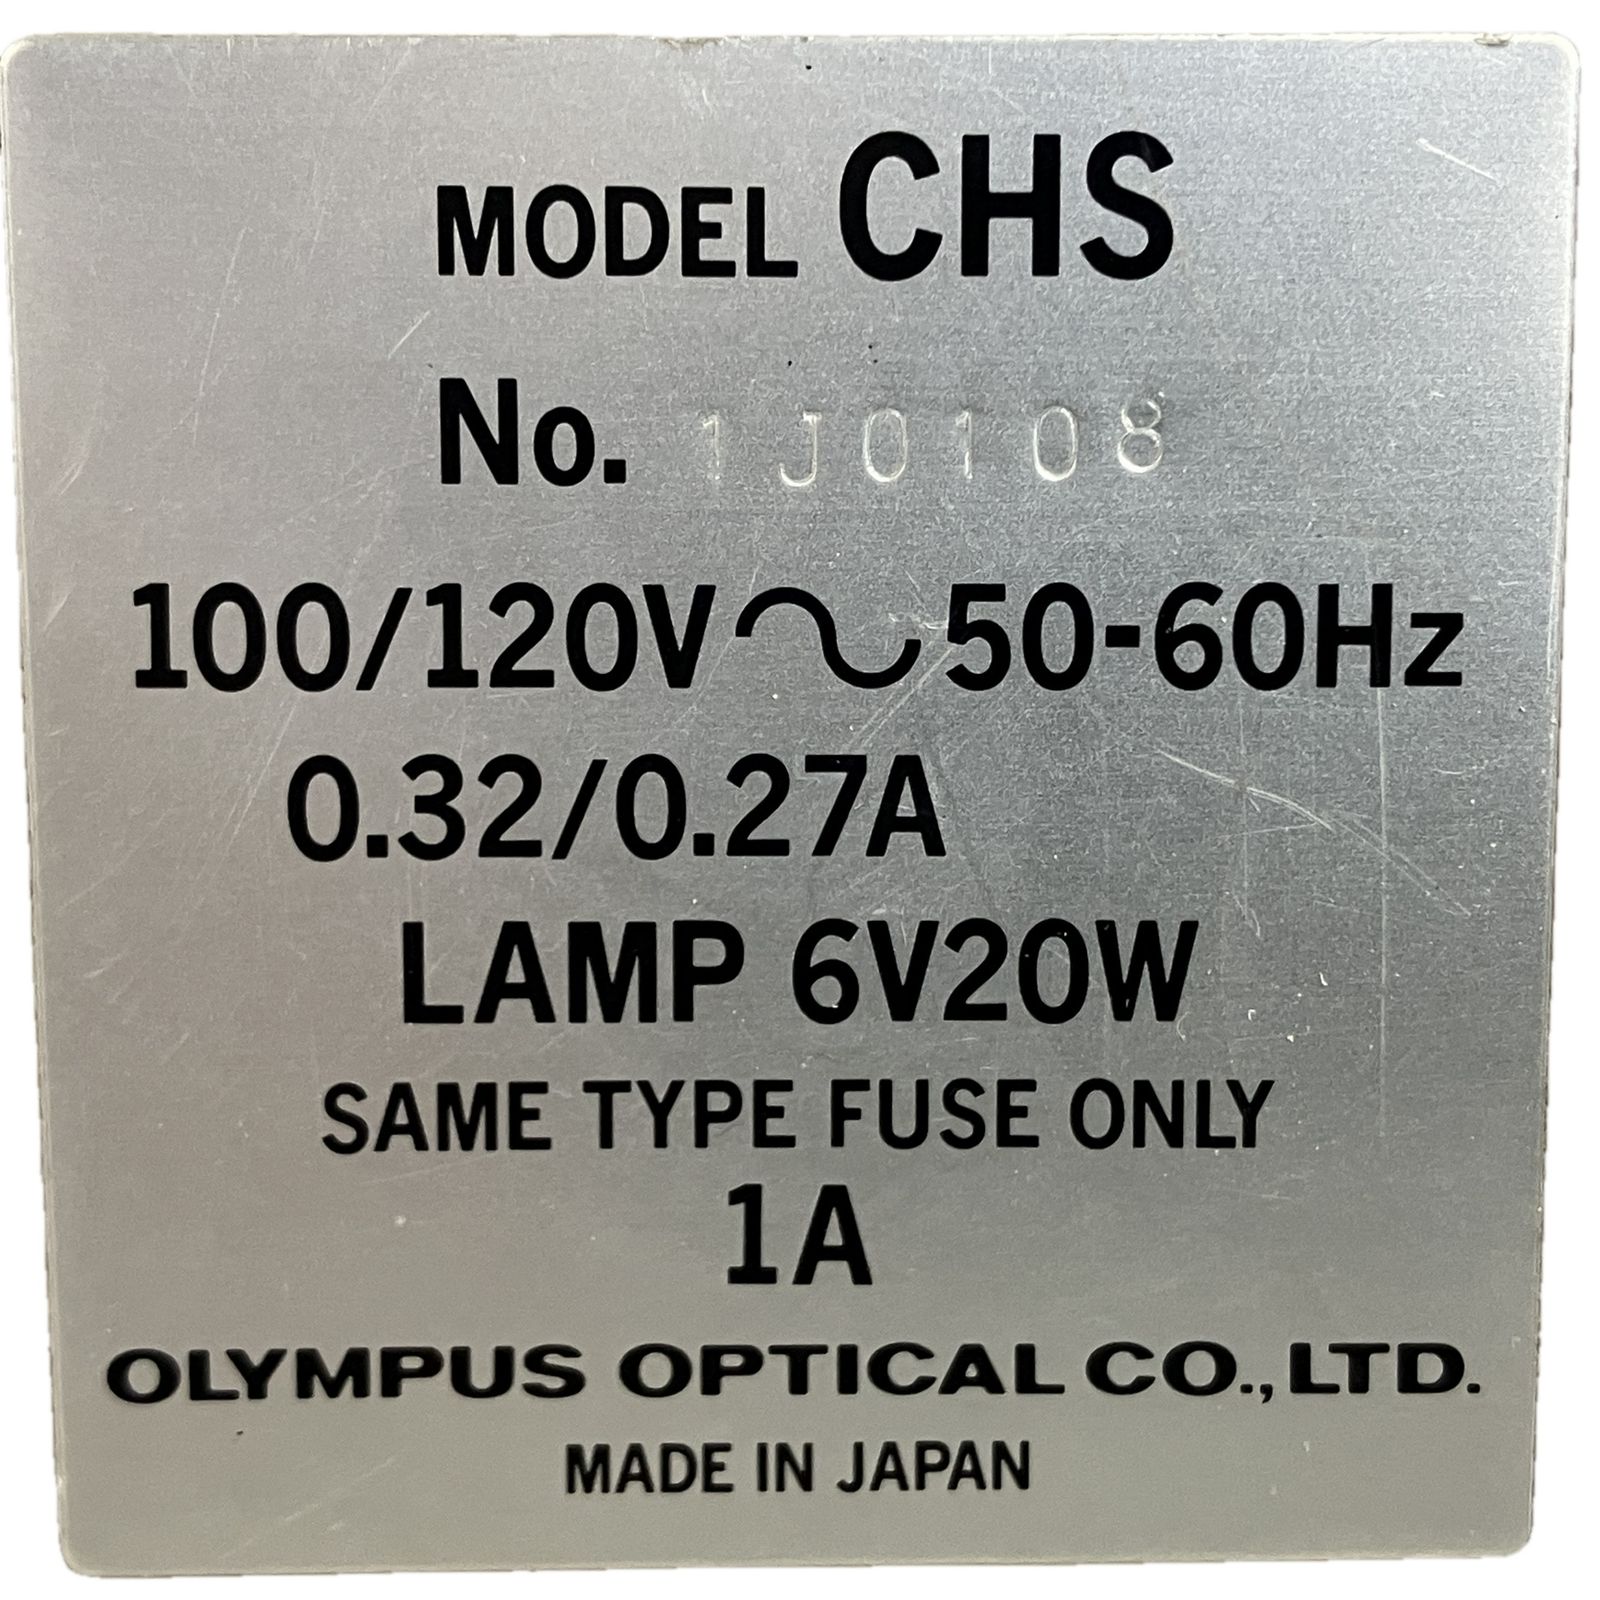 MODEL CHS
No. 1J0108
100/120V～50-60Hz
0.32/0.27A
LAMP 6V20W
SAME TYPE FUSE ONLY
1A
OLYMPUS OPTICAL CO.,LTD.
MADE IN JAPAN